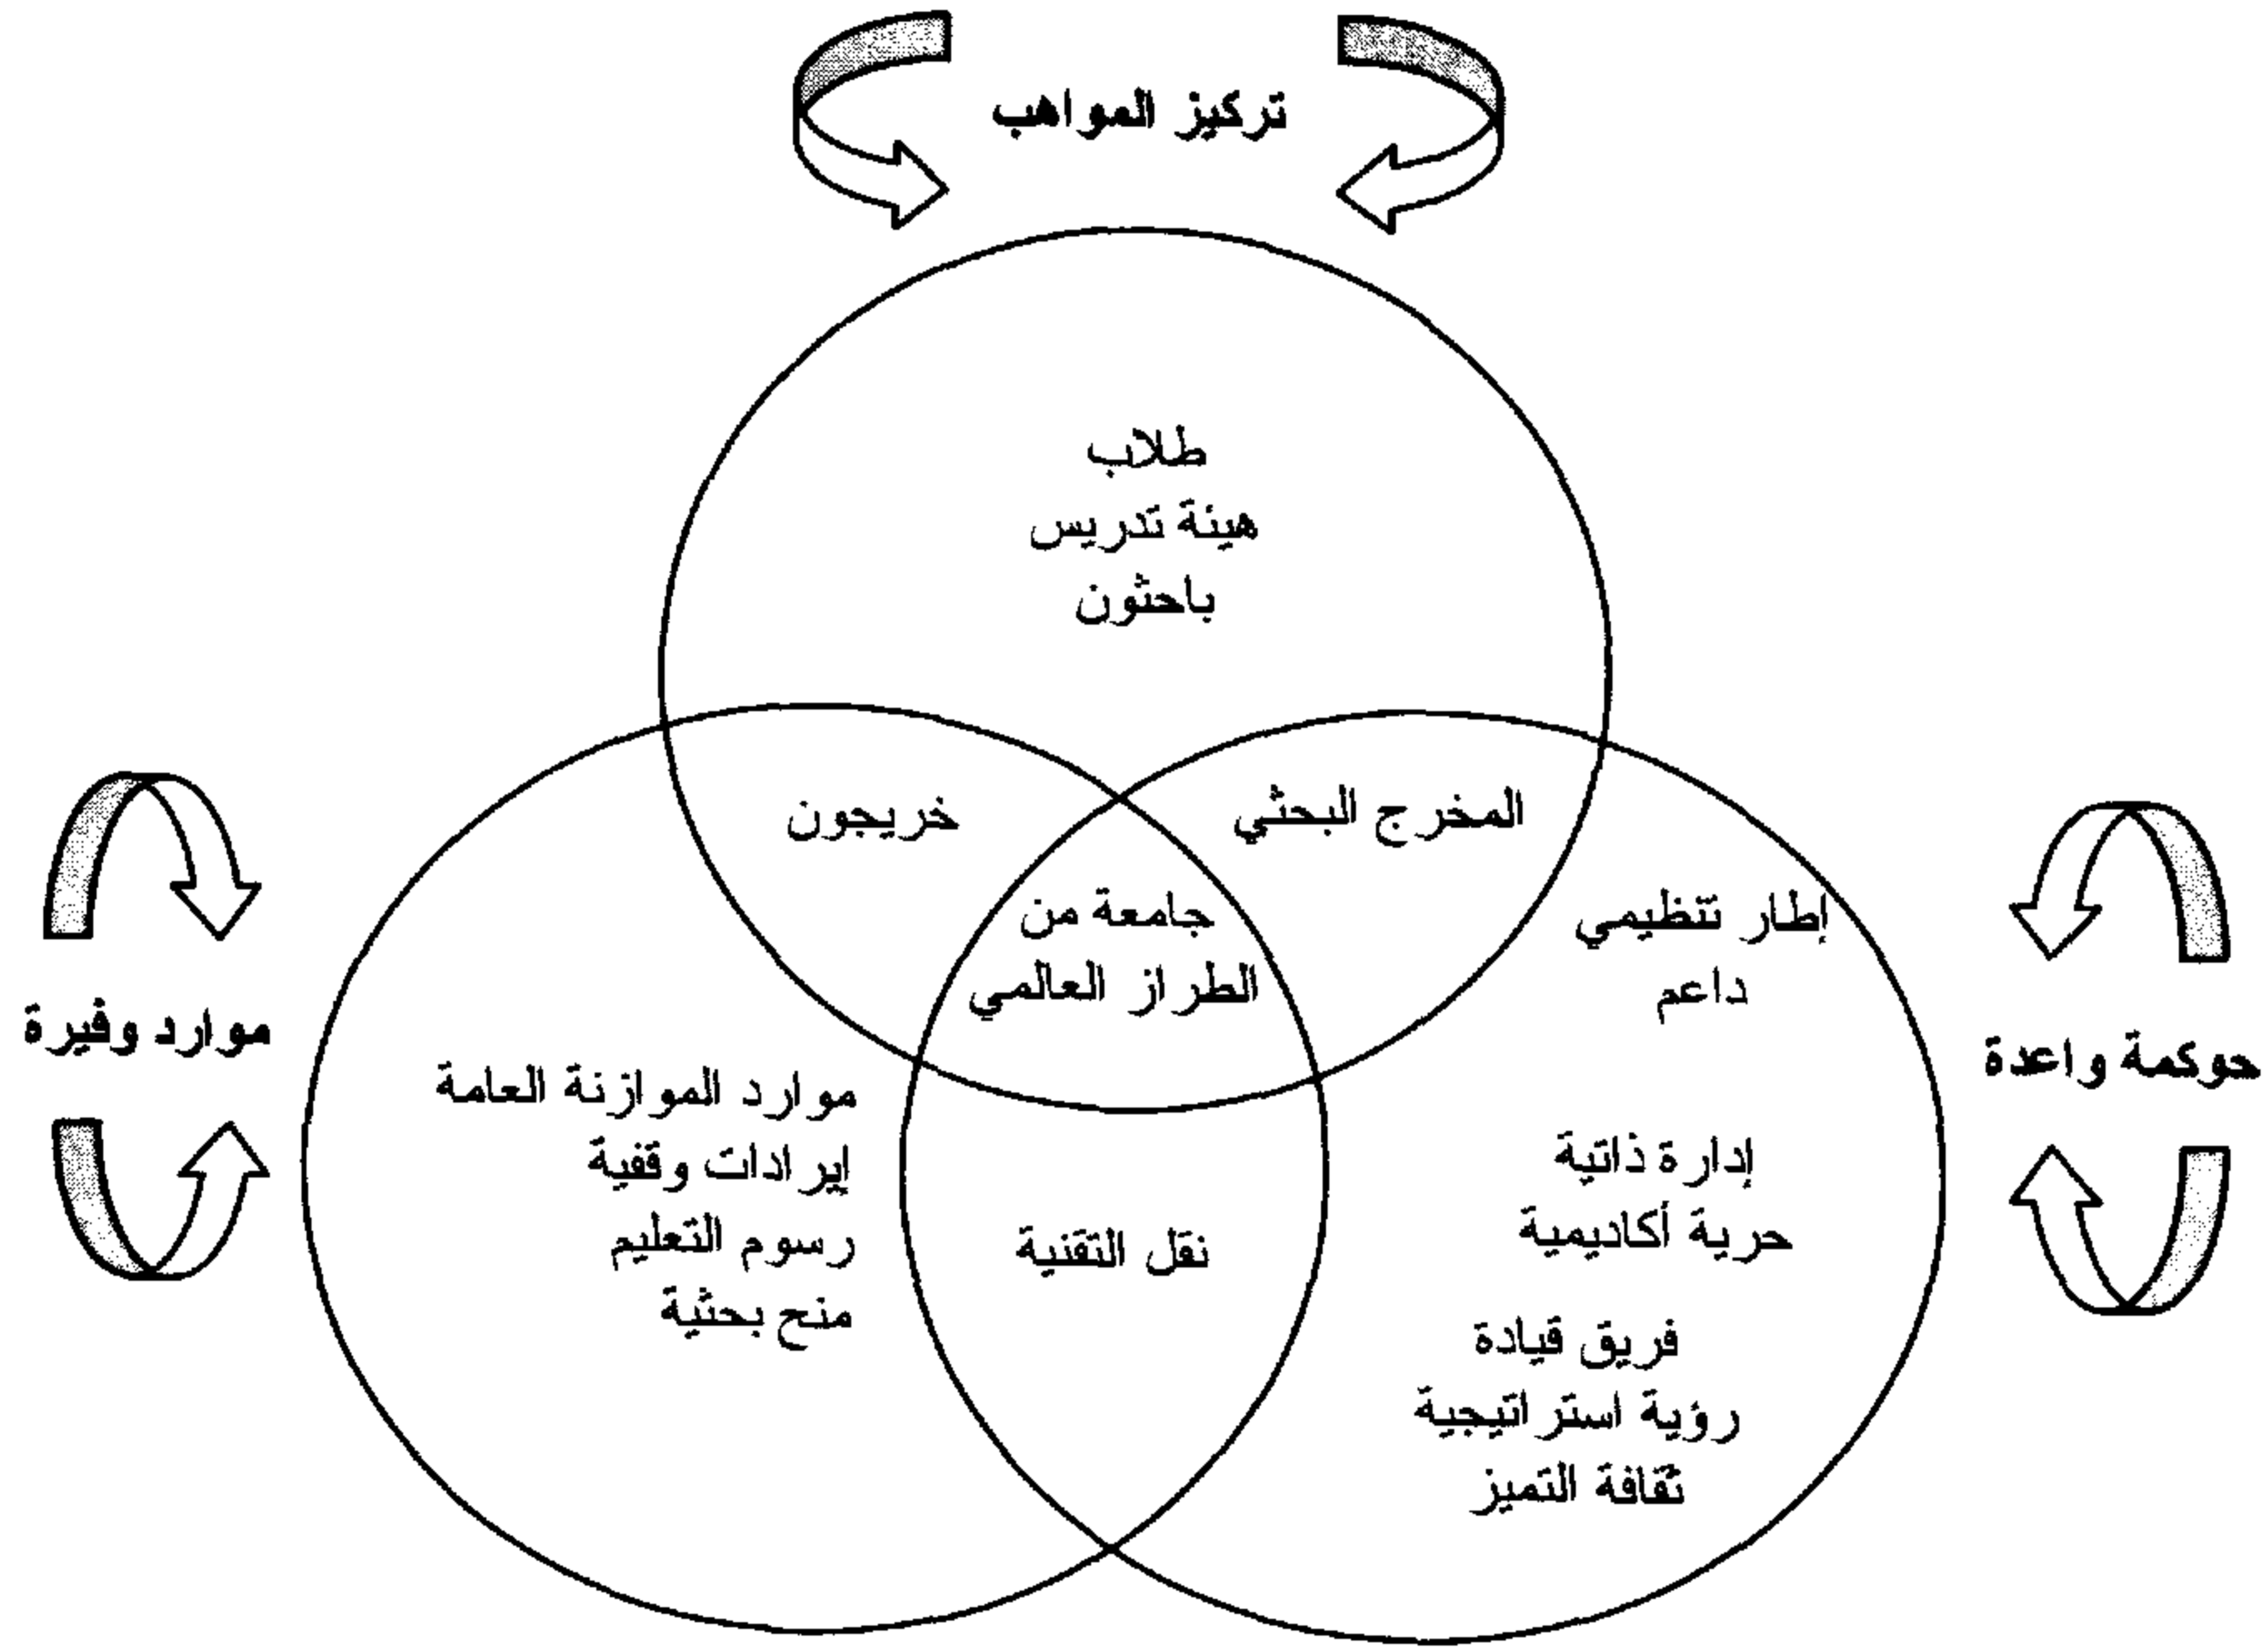 تركيز المواهب
طلاب
هيئة تدريس
باحثون
المخرج البحثي
خريجون
جامعة من
الطراز العالمي
إطار تنظيمي
داعم
حوكمة واعدة
موارد وفيرة
إدارة ذاتية
حرية أكاديمية
فريق قيادة
رؤية استراتيجية
ثقافة التميز
نقل التقنية
موارد الموازنة العامة
إيرادات وقفية
رسوم التعليم
منح بحثية